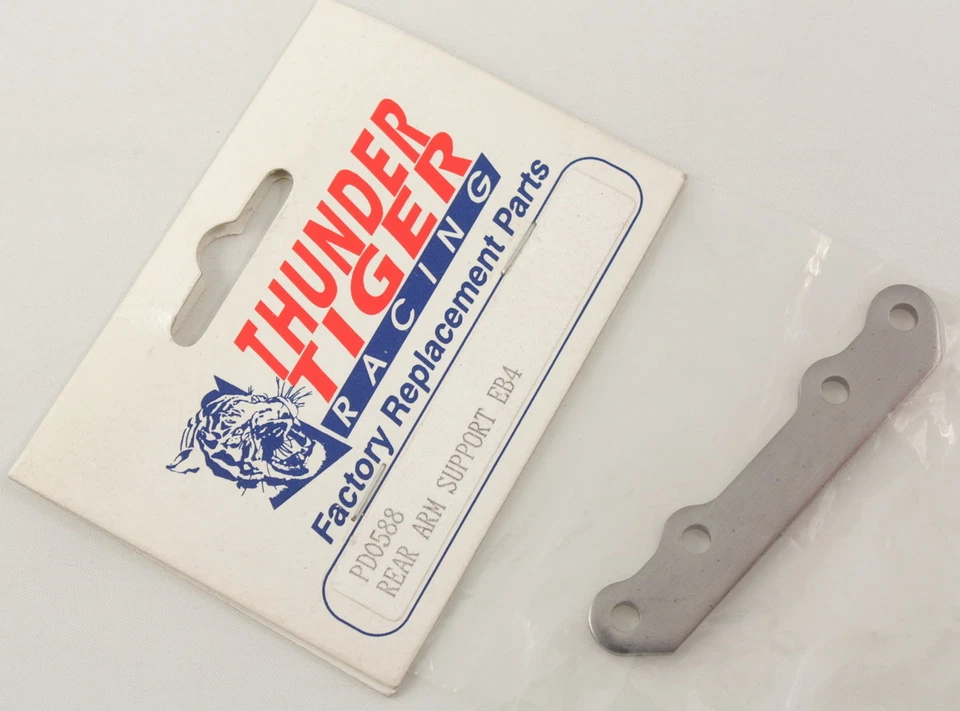 THUNDER
TIGER
RACING
Factory Replacement Parts
PD0588
REAR ARM SUPPORT EB4